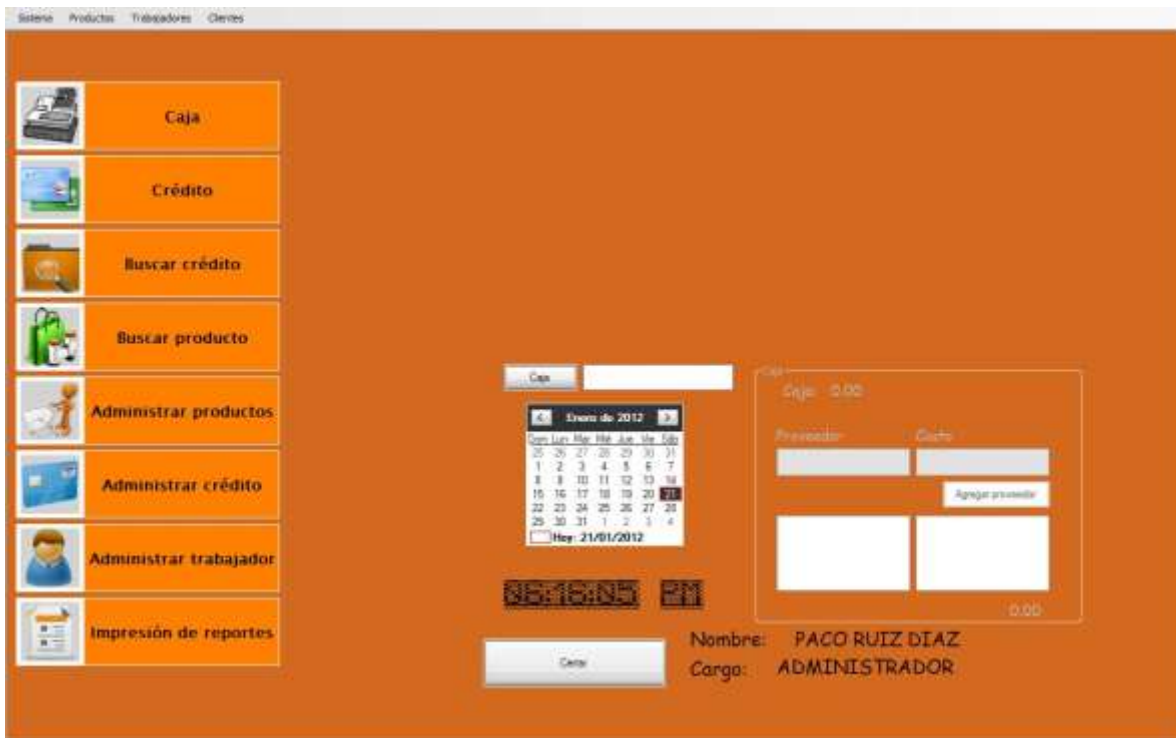 Sistema Productos Trabajadores Clientes
Caja
Crédito
Buscar crédito
Buscar producto
Administrar productos
Administrar crédito
Administrar trabajador
Impresión de reportes
Caja
Enero de 2012
Dom Lun Mar Mié Jue Vie Sáb
25 26 27 28 29 30 31
1 2 3 4 5 6 7
8 9 10 11 12 13 14
15 16 17 18 19 20 21
22 23 24 25 26 27 28
29 30 31 1 2 3 4
Hoy: 21/01/2012
06:16:05 PM
Cerrar
Caja
Caja: 0.00
Proveedor Costo
Agregar proveedor
0.00
Nombre: PACO RUIZ DIAZ
Cargo: ADMINISTRADOR